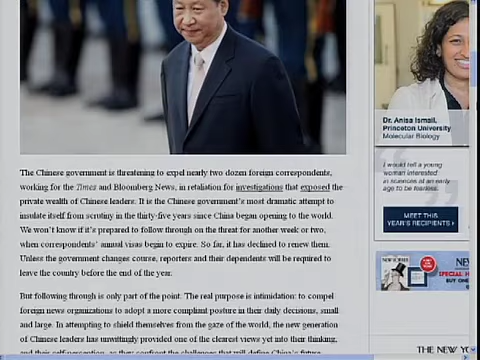 The Chinese government is threatening to expel nearly two dozen foreign correspondents,
working for the Times and Bloomberg News, in retaliation for investigations that exposed the
private wealth of Chinese leaders. It is the Chinese government's most dramatic attempt to
insulate itself from scrutiny in the thirty-five years since China began opening to the world.
We won't know if it's prepared to follow through on the threat for another week or two,
when correspondents' annual visas begin to expire. So far, it has declined to renew them.
Unless the government changes course, reporters and their dependents will be required to
leave the country before the end of the year.
But following through is only part of the point: The real purpose is intimidation: to compel
foreign news organizations to adopt a more compliant posture in their daily decisions, small
and large. In attempting to shield themselves from the gaze of the world, the new generation
of Chinese leaders has unwittingly provided one of the clearest views yet into their thinking,
and their self-perception, as they confront the challenges that will define China's future.
Dr. Anisa Ismail,
Princeton University
Molecular Biology
I would tell a young
woman interested
in sciences at an early
age to be fearless.
MEET THIS
YEAR'S RECIPIENTS
NEW
SPECIAL H
BUY ONE
THE NEW YO